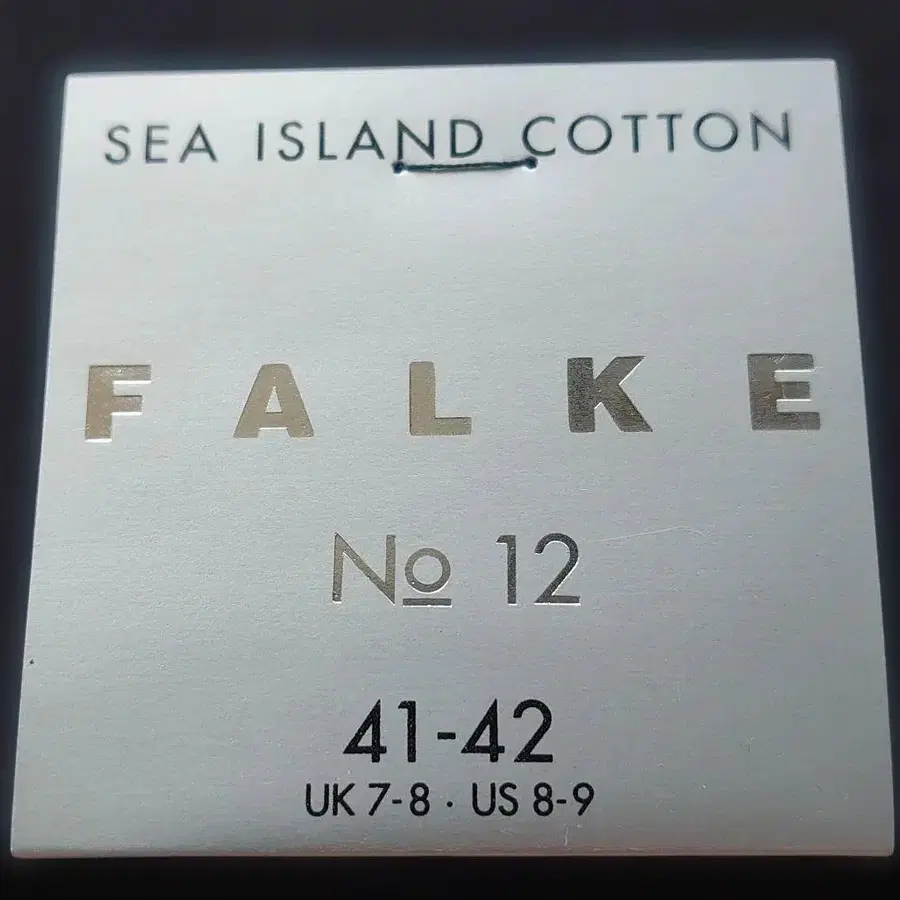 SEA ISLAND COTTON
FALKE
No 12
41-42
UK 7-8 · US 8-9